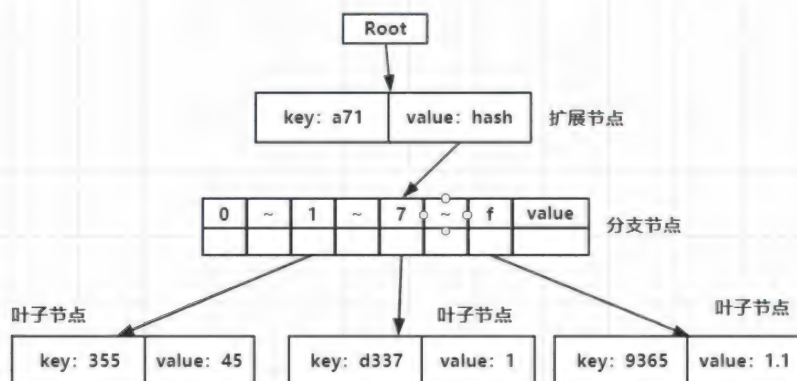 Root
key: a71 value: hash 扩展节点
0 ~ 1 ~ 7 ~ f value 分支节点
叶子节点 叶子节点 叶子节点
key: 355 value: 45 key: d337 value: 1 key: 9365 value: 1.1